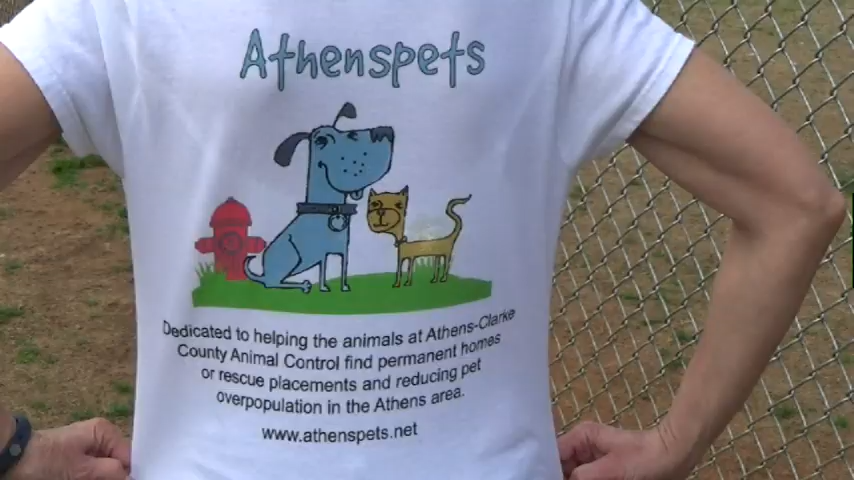 Athenspets
Dedicated to helping the animals at Athens-Clarke
County Animal Control find permanent homes
or rescue placements and reducing pet
overpopulation in the Athens area.
www.athenspets.net